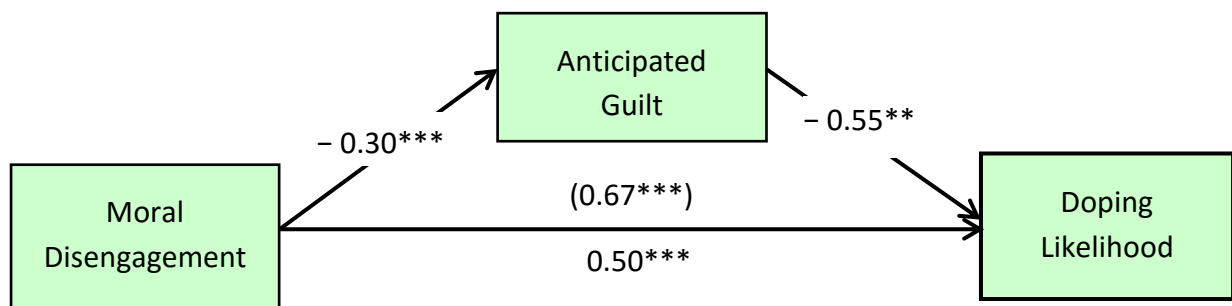 Anticipated
Guilt
− 0.30***
− 0.55**
(0.67***)
Moral
Disengagement
0.50***
Doping
Likelihood